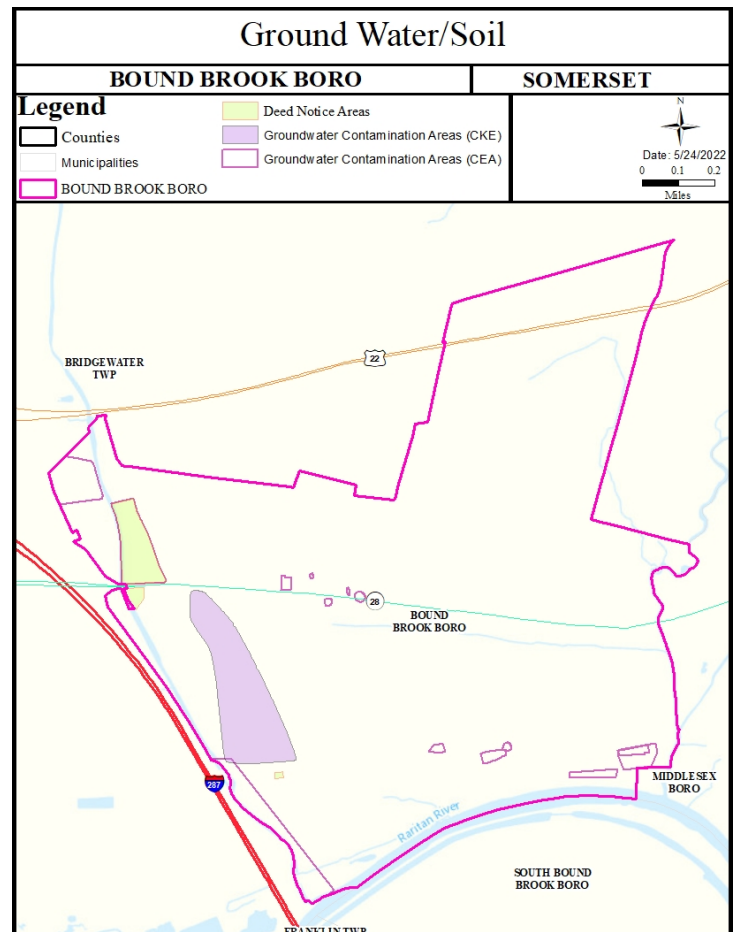 Ground Water/Soil
BOUND BROOK BORO
SOMERSET
Legend
Counties
Municipalities
BOUND BROOK BORO
Deed Notice Areas
Groundwater Contamination Areas (CKE)
Groundwater Contamination Areas (CEA)
N
Date: 5/24/2022
0 0.1 0.2
Miles
22
BRIDGEWATER
TWP
28
BOUND
BROOK BORO
287
MIDDLESEX
BORO
Raritan River
SOUTH BOUND
BROOK BORO
FRANKLIN TWP